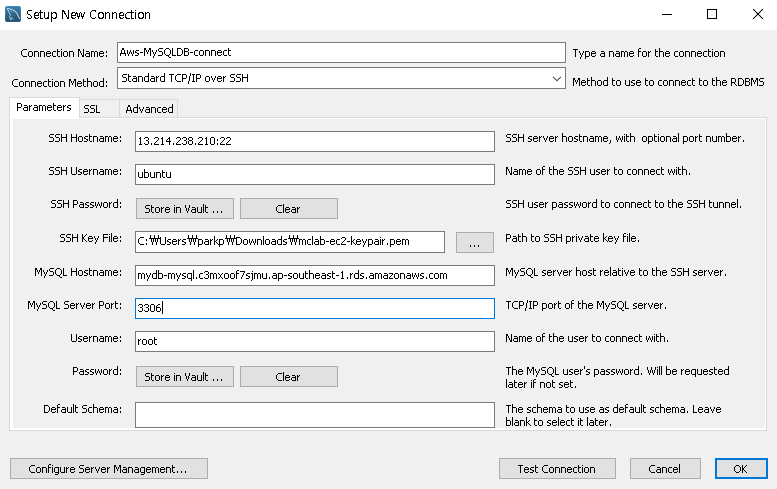 Setup New Connection
Connection Name: Aws-MySQLDB-connect Type a name for the connection
Connection Method: Standard TCP/IP over SSH Method to use to connect to the RDBMS
Parameters SSL Advanced
SSH Hostname: 13.214.238.210:22 SSH server hostname, with optional port number.
SSH Username: ubuntu Name of the SSH user to connect with.
SSH Password: Store in Vault ... Clear SSH user password to connect to the SSH tunnel.
SSH Key File: C:₩Users₩parkp₩Downloads₩mclab-ec2-keypair.pem ... Path to SSH private key file.
MySQL Hostname: mydb-mysql.c3mxoof7sjmu.ap-southeast-1.rds.amazonaws.com MySQL server host relative to the SSH server.
MySQL Server Port: 3306 TCP/IP port of the MySQL server.
Username: root Name of the user to connect with.
Password: Store in Vault ... Clear The MySQL user's password. Will be requested
later if not set.
Default Schema: The schema to use as default schema. Leave
blank to select it later.
Configure Server Management... Test Connection Cancel OK